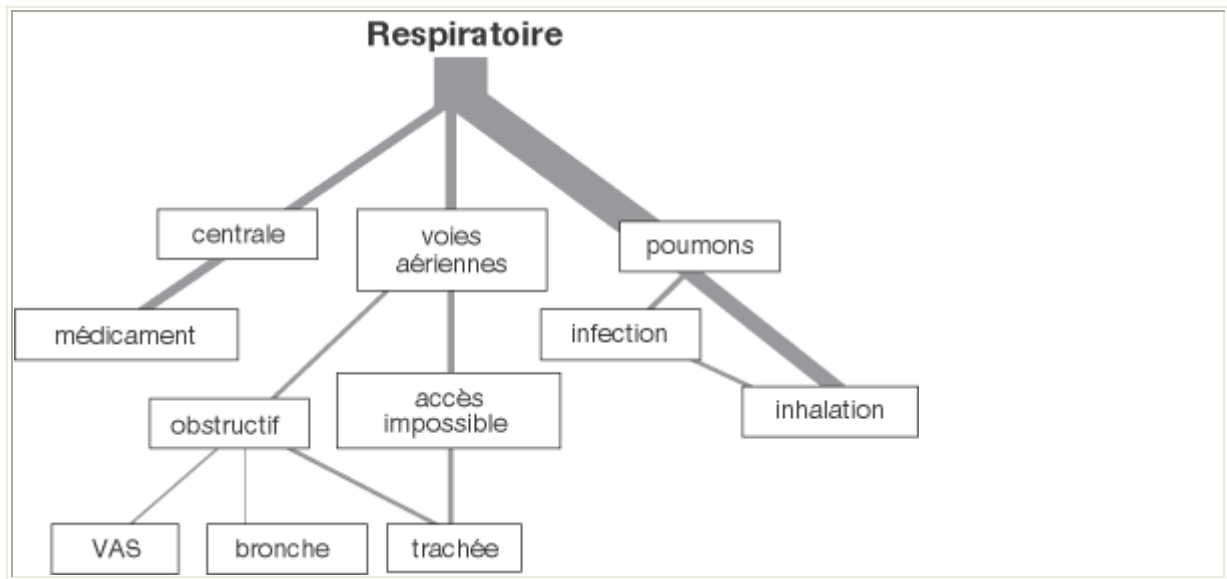 Respiratoire
centrale
voies
aériennes
poumons
médicament
infection
obstructif
accès
impossible
inhalation
VAS
bronche
trachée